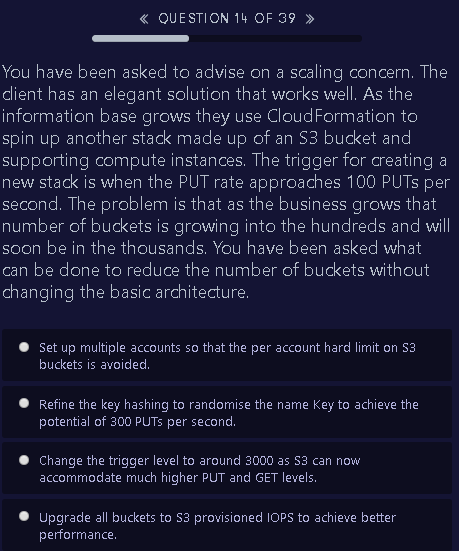 « QUESTION 14 OF 39 »
You have been asked to advise on a scaling concern. The
client has an elegant solution that works well. As the
information base grows they use CloudFormation to
spin up another stack made up of an S3 bucket and
supporting compute instances. The trigger for creating a
new stack is when the PUT rate approaches 100 PUTs per
second. The problem is that as the business grows that
number of buckets is growing into the hundreds and will
soon be in the thousands. You have been asked what
can be done to reduce the number of buckets without
changing the basic architecture.
Set up multiple accounts so that the per account hard limit on S3
buckets is avoided.
Refine the key hashing to randomise the name Key to achieve the
potential of 300 PUTs per second.
Change the trigger level to around 3000 as S3 can now
accommodate much higher PUT and GET levels.
Upgrade all buckets to S3 provisioned IOPS to achieve better
performance.